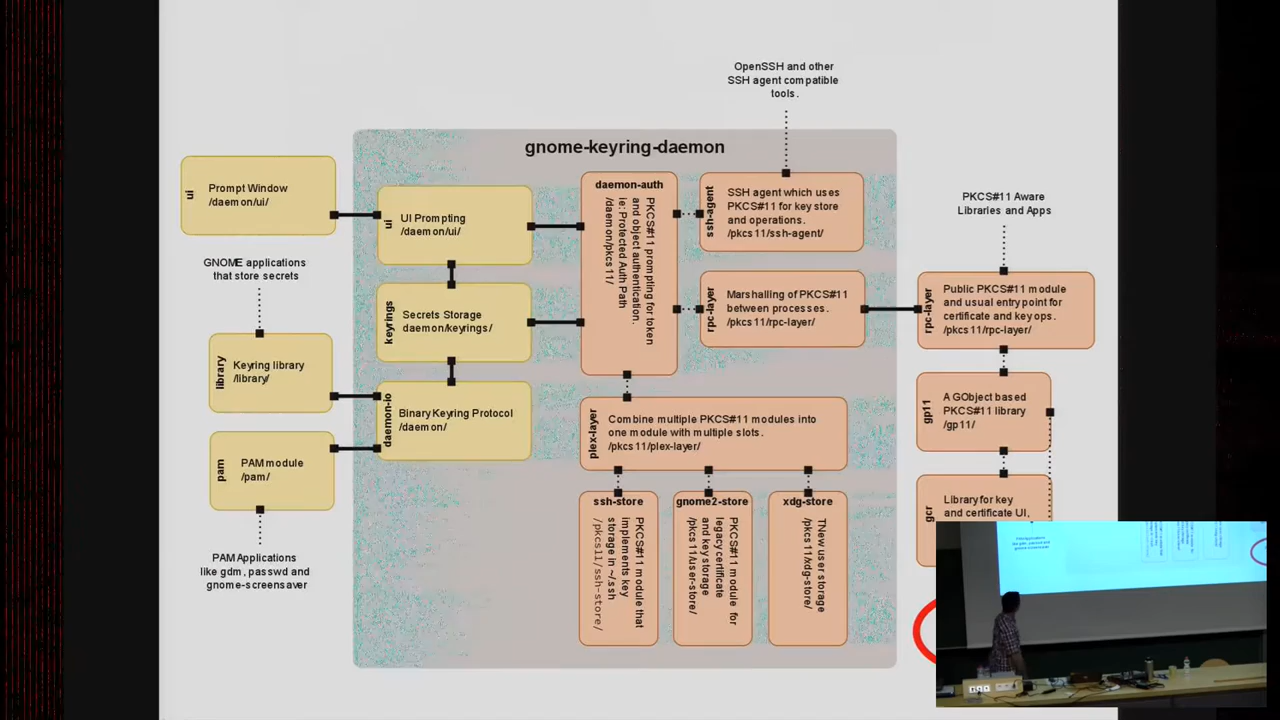 OpenSSH and other
SSH agent compatible
tools.
gnome-keyring-daemon
ui
Prompt Window
/daemon/ui/
GNOME applications
that store secrets
library
Keyring library
/library/
pam
PAM module
/pam/
PAM Applications
like gdm, passwd and
gnome-screensaver
ui
UI Prompting
/daemon/ui/
keyrings
Secrets Storage
daemon/keyrings/
daemon-io
Binary Keyring Protocol
/daemon/
daemon-auth
PKCS#11 prompting for token
and object authentication.
ie: Protected Auth Path
/daemon/pkcs11/
ssh-agent
SSH agent which uses
PKCS#11 for key store
and operations.
/pkcs11/ssh-agent/
rpc-layer
Marshalling of PKCS#11
between processes.
/pkcs11/rpc-layer/
plex-layer
Combine multiple PKCS#11 modules into
one module with multiple slots.
/pkcs11/plex-layer/
ssh-store
PKCS#11 module that
implements key
storage in ~/.ssh
/pkcs11/ssh-store/
gnome2-store
PKCS#11 module for
legacy certificate
and key storage
/pkcs11/user-store/
xdg-store
TNew user storage
/pkcs11/xdg-store/
PKCS#11 Aware
Libraries and Apps
rpc-layer
Public PKCS#11 module
and usual entry point for
certificate and key ops.
/pkcs11/rpc-layer/
gp11
A GObject based
PKCS#11 library
/gp11/
gcr
Library for key
and certificate UI,